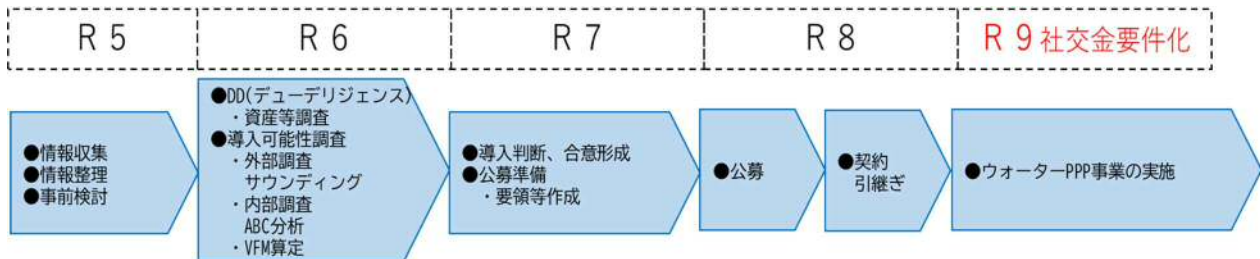 R5
R6
R7
R8
R9社交金要件化
●情報収集
●情報整理
●事前検討
●DD(デューデリジェンス)
・資産等調査
●導入可能性調査
・外部調査
サウンディング
・内部調査
ABC分析
・VFM算定
●導入判断、合意形成
●公募準備
・要領等作成
●公募
●契約
引継ぎ
●ウォーターPPP事業の実施